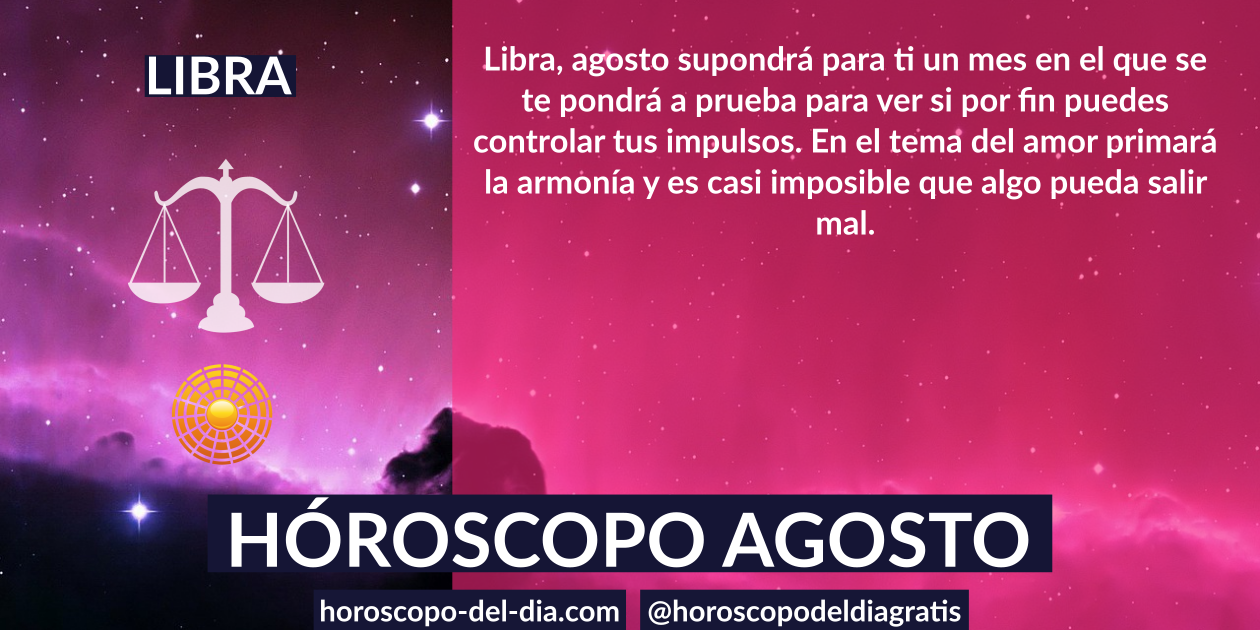 LIBRA
Libra, agosto supondrá para ti un mes en el que se
te pondrá a prueba para ver si por fin puedes
controlar tus impulsos. En el tema del amor primará
la armonía y es casi imposible que algo pueda salir
mal.
HÓROSCOPO AGOSTO
horoscopo-del-dia.com
@horoscopodeldiagratis